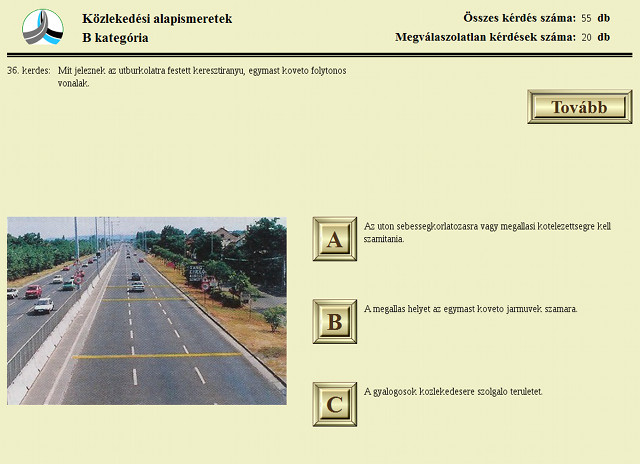 Közlekedési alapismeretek
B kategória
Összes kérdés száma: 55 db
Megválaszolatlan kérdések száma: 20 db
36. kerdes: Mit jeleznek az utburkolatra festett keresztiranyu, egymast koveto folytonos
vonalak.
Tovább
A
Az uton sebessegkorlatozasra vagy megallasi kotelezettsegre kell
szamitania.
B
A megallas helyet az egymast koveto jarmuvek szamara.
C
A gyalogosok kozlekedesere szolgalo teruletet.